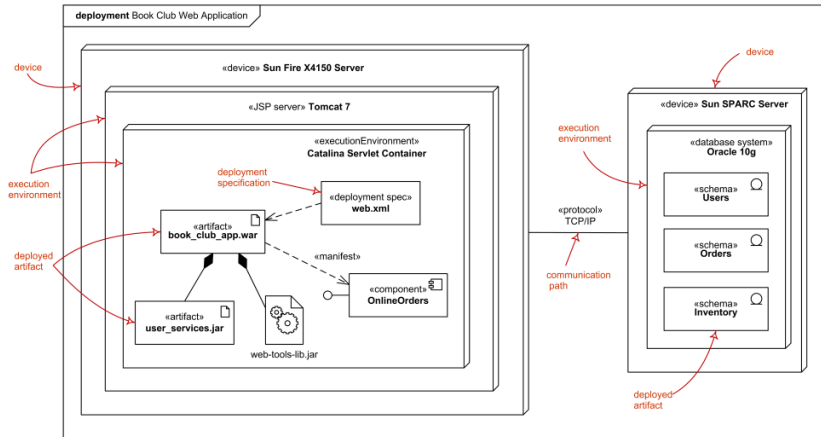 deployment Book Club Web Application
device
«device» Sun Fire X4150 Server
«JSP server» Tomcat 7
«executionEnvironment»
Catalina Servlet Container
execution
environment
deployment
specification
«deployment spec»
web.xml
«artifact»
book_club_app.war
«manifest»
deployed
artifact
«component»
OnlineOrders
«artifact»
user_services.jar
web-tools-lib.jar
«protocol»
TCP/IP
communication
path
device
«device» Sun SPARC Server
execution
environment
«database system»
Oracle 10g
«schema»
Users
«schema»
Orders
«schema»
Inventory
deployed
artifact